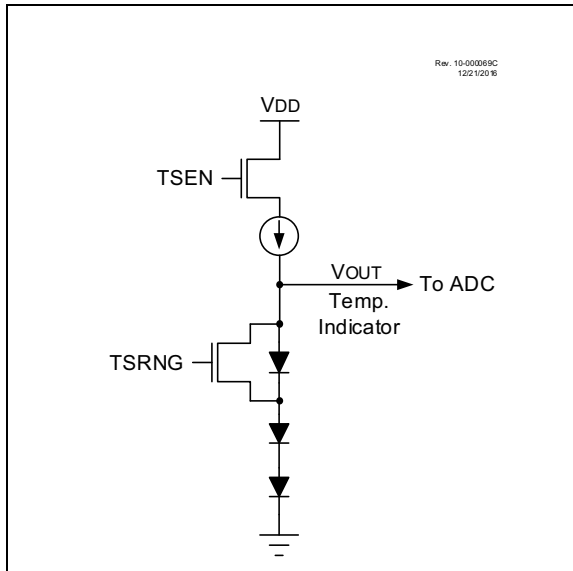 Rev. 10-000069C
12/21/2016
VDD
TSEN
VOUT
To ADC
Temp.
Indicator
TSRNG